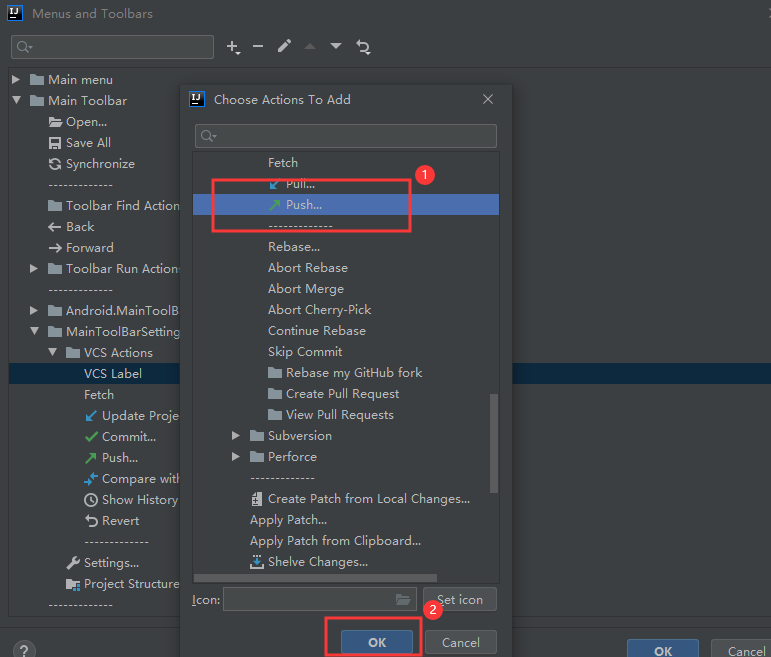 Menus and Toolbars
Main menu
Main Toolbar
Open...
Save All
Synchronize
-------------
Toolbar Find Action
Back
Forward
Toolbar Run Action
-------------
Android.MainToolB
MainToolBarSetting
VCS Actions
VCS Label
Fetch
Update Proje
Commit...
Push...
Compare with
Show History
Revert
-------------
Settings...
Project Structure
-------------
?
Choose Actions To Add
Fetch
Pull...
1
Push...
-------------
Rebase...
Abort Rebase
Abort Merge
Abort Cherry-Pick
Continue Rebase
Skip Commit
Rebase my GitHub fork
Create Pull Request
View Pull Requests
Subversion
Perforce
-------------
Create Patch from Local Changes...
Apply Patch...
Apply Patch from Clipboard...
Shelve Changes...
Icon:
Set icon
2
OK
Cancel
OK
Cancel